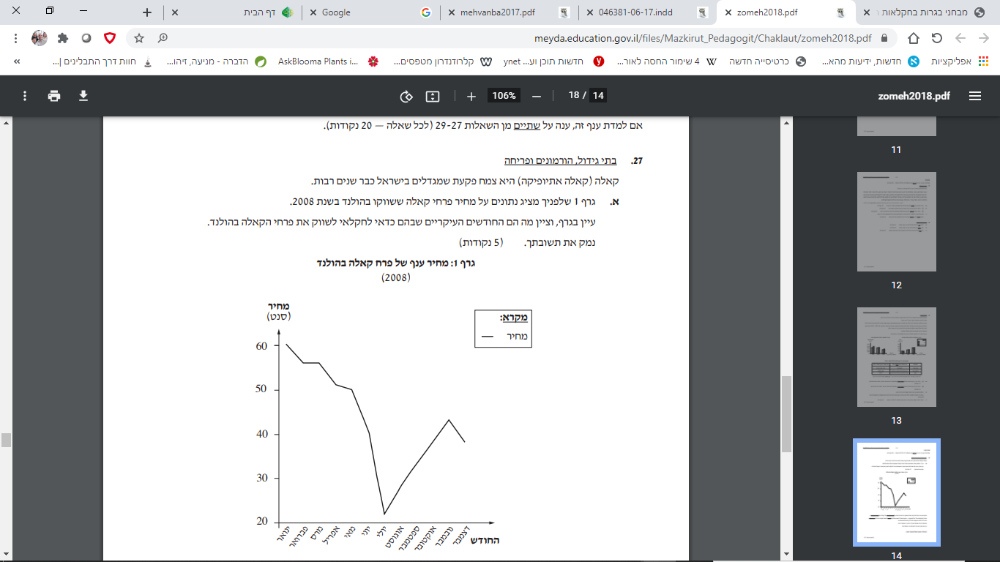 מבחני בגרות בחקלאות
zomeh2018.pdf
046381-06-17.indd
mehvanba2017.pdf
Google
דף הבית
meyda.education.gov.il/files/Mazkirut_Pedagogit/Chaklaut/zomeh2018.pdf
אפליקציות
חדשות, ידיעות מהא...
כרטייסיה חדשה
4 שימור החסה לאור...
חדשות תוכן וע... ynet
קלרודנדרון מטפסים...
AskBlooma Plants i...
הדברה - מניעה, זיהו...
חוות דרך התבלינים |...
zomeh2018.pdf
14 / 18
106%
אם למדת ענף זה, ענה על שתיים מן השאלות 27-29 (לכל שאלה — 20 נקודות).
27. בתי גידול, הורמונים ופריחה
קאלה (קאלה אתיופיקה) היא צמח פקעת שמגדלים בישראל כבר שנים רבות.
א. גרף 1 שלפניך מציג נתונים על מחיר פרחי קאלה ששווקו בהולנד בשנת 2008.
עיין בגרף, וציין מה הם החודשים העיקריים שבהם כדאי לחקלאי לשווק את פרחי הקאלה בהולנד.
נמק את תשובתך. (5 נקודות)
גרף 1: מחיר ענף של פרח קאלה בהולנד
(2008)
מחיר
(סנט)
מקרא:
מחיר
60
50
40
30
20
ינואר
פברואר
מרס
אפריל
מאי
יוני
יולי
אוגוסט
ספטמבר
אוקטובר
נובמבר
דצמבר
החודש
11
12
13
14